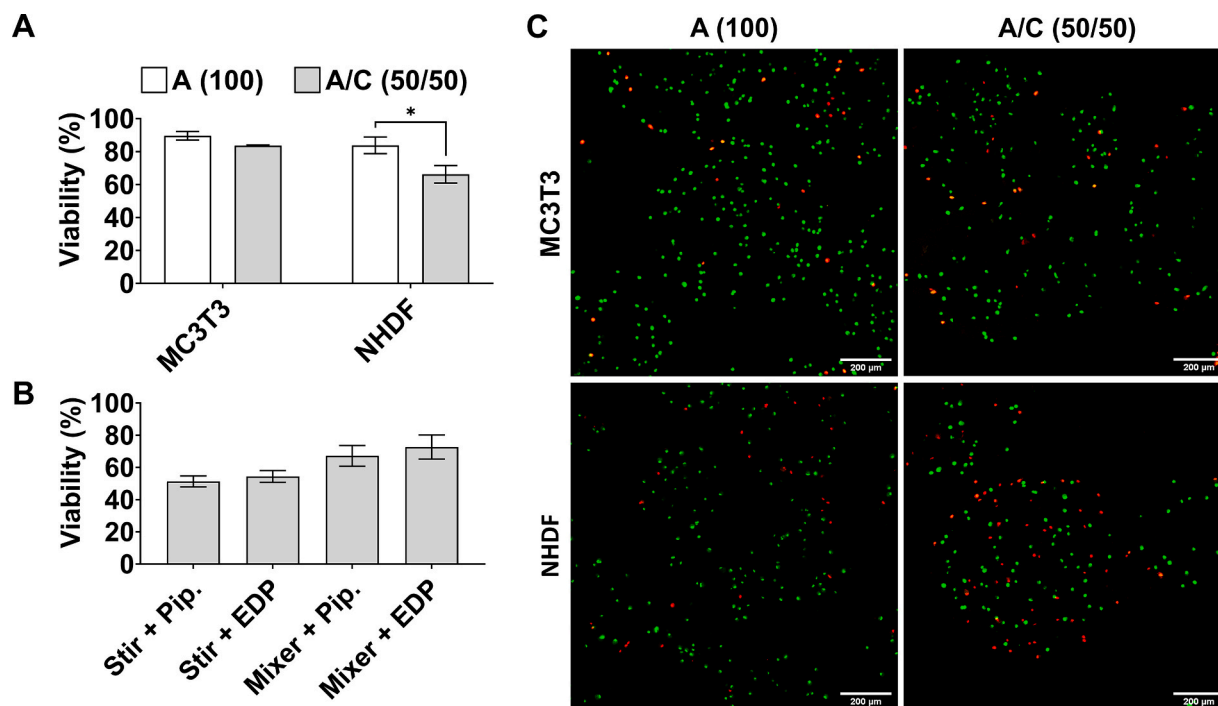 A
A (100) A/C (50/50)
Viability (%)
100
80
60
40
20
0
*
MC3T3
NHDF
B
Viability (%)
100
80
60
40
20
0
Stir + Pip.
Stir + EDP
Mixer + Pip.
Mixer + EDP
C
A (100)
A/C (50/50)
MC3T3
200 µm
200 µm
NHDF
200 µm
200 µm